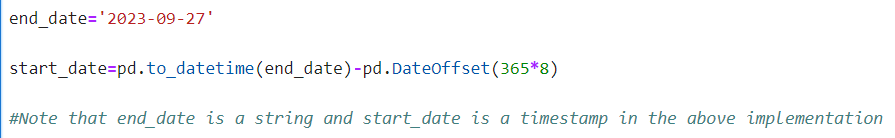 end_date='2023-09-27'
start_date=pd.to_datetime(end_date)-pd.DateOffset(365*8)
#Note that end_date is a string and start_date is a timestamp in the above implementation